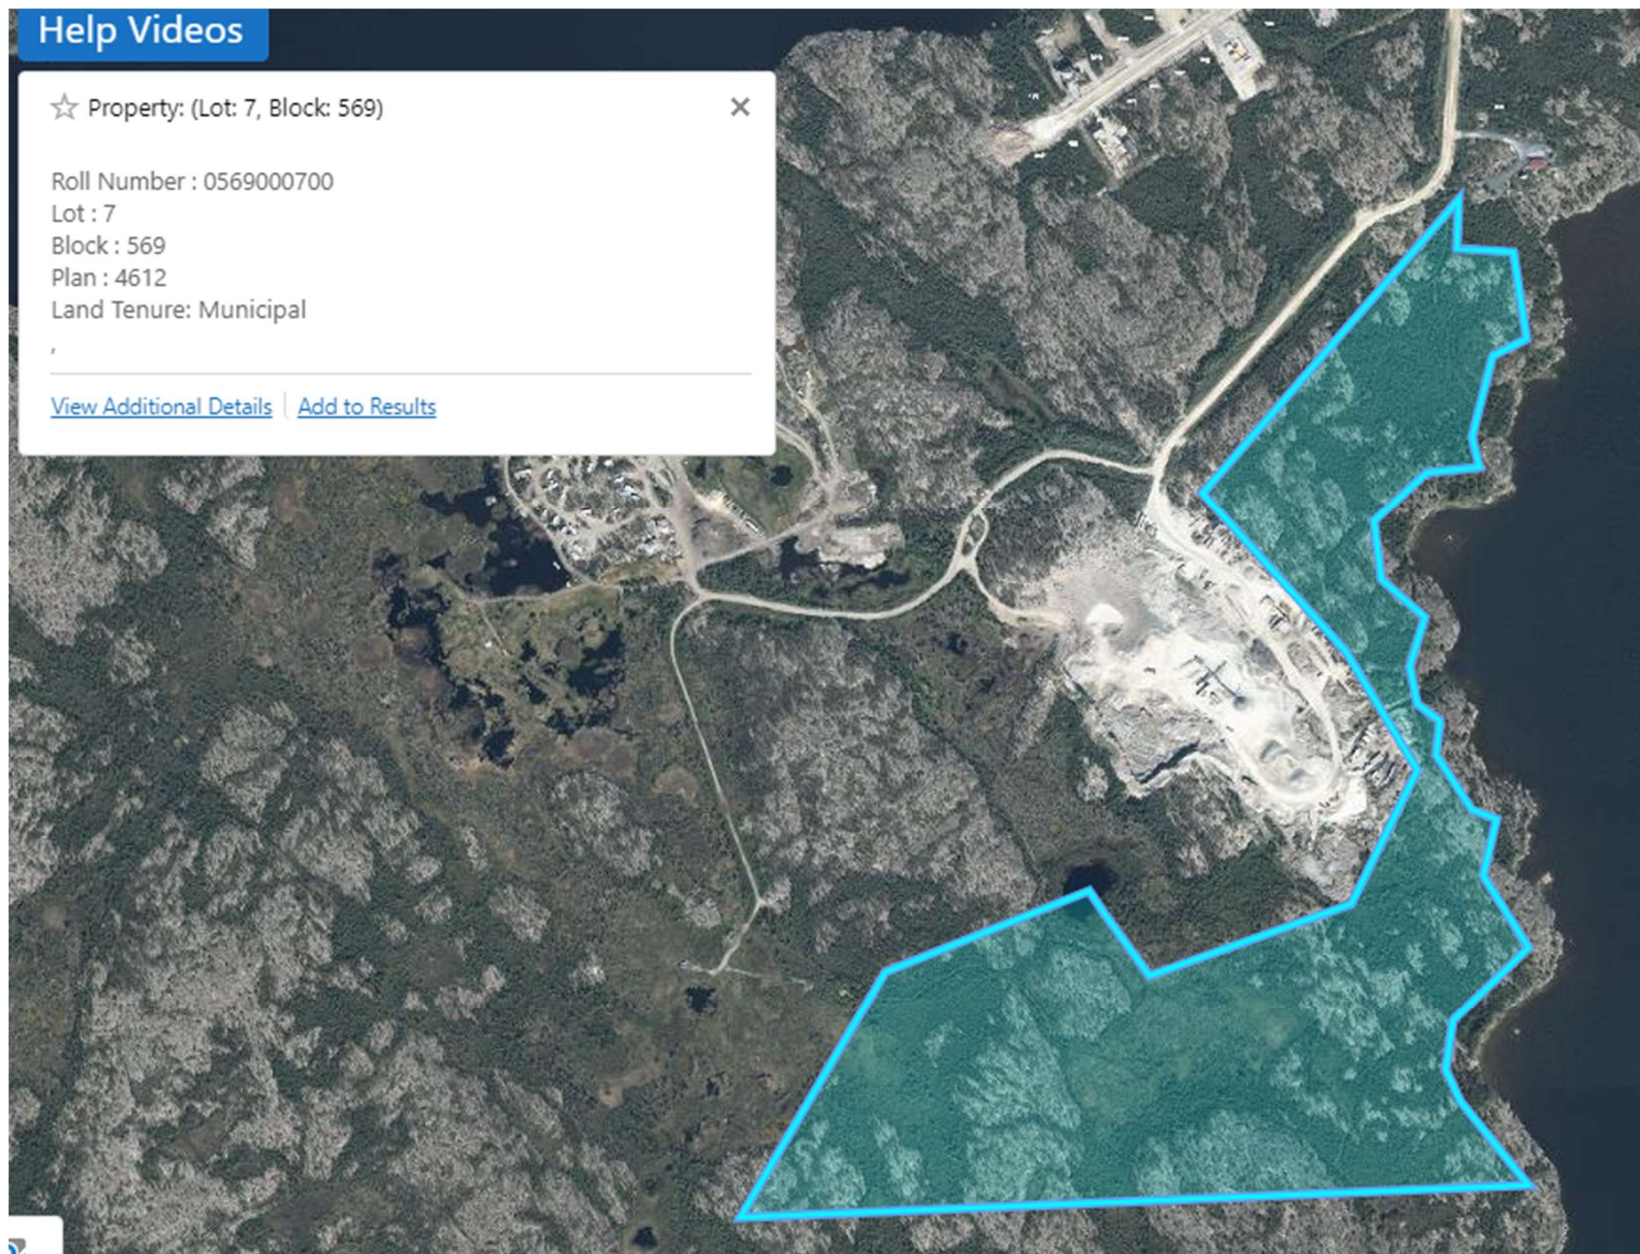 Help Videos
Property: (Lot: 7, Block: 569)
Roll Number : 0569000700
Lot : 7
Block : 569
Plan : 4612
Land Tenure: Municipal
,
View Additional Details Add to Results